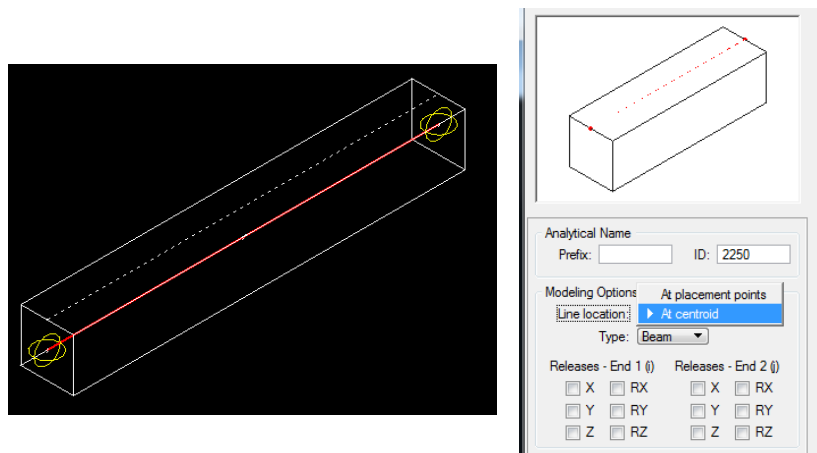 Analytical Name
Prefix: ID: 2250
Modeling Options
At placement points
Line location: At centroid
Type: Beam
Releases - End 1 (i) Releases - End 2 (j)
X RX X RX
Y RY Y RY
Z RZ Z RZ